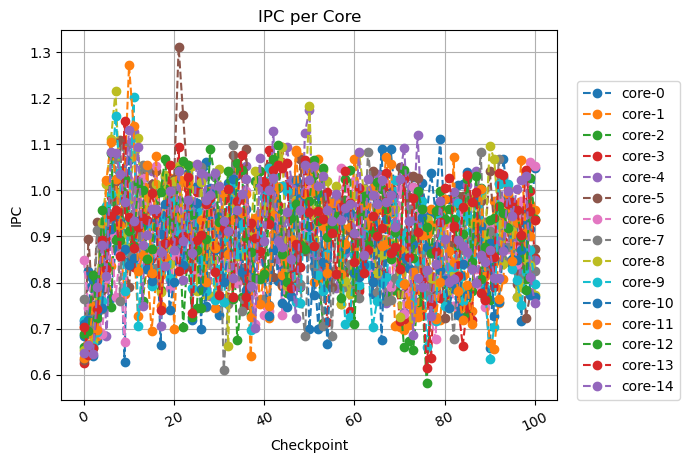 IPC per Core
1.3
1.2
1.1
1.0
0.9
0.8
0.7
0.6
IPC
0
20
40
60
80
100
Checkpoint
core-0
core-1
core-2
core-3
core-4
core-5
core-6
core-7
core-8
core-9
core-10
core-11
core-12
core-13
core-14